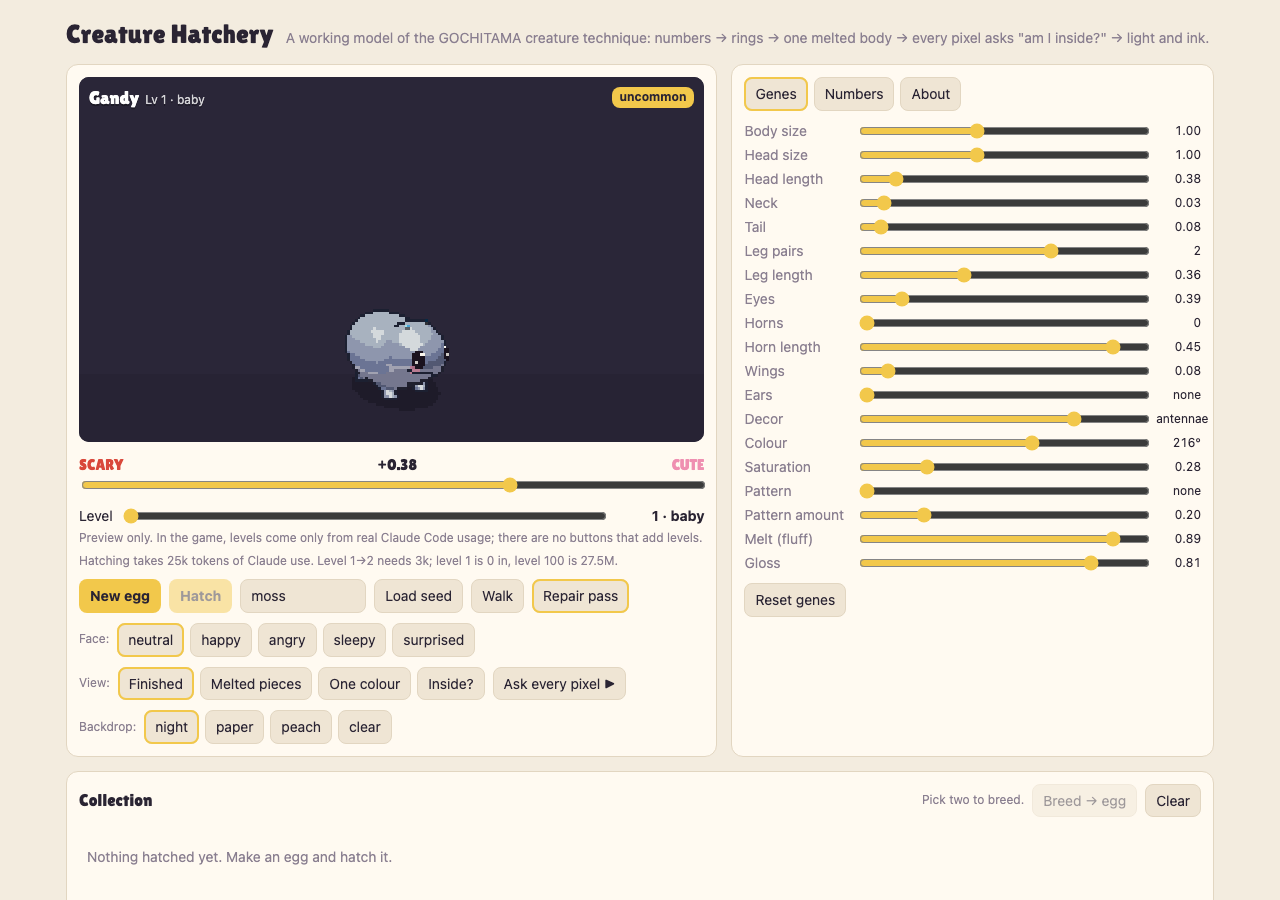 Creature Hatchery
A working model of the GOCHITAMA creature technique: numbers → rings → one melted body → every pixel asks "am I inside?" → light and ink.
Gandy Lv 1 · baby
uncommon
SCARY +0.38 CUTE
Level 1 · baby
Preview only. In the game, levels come only from real Claude Code usage; there are no buttons that add levels.
Hatching takes 25k tokens of Claude use. Level 1→2 needs 3k; level 1 is 0 in, level 100 is 27.5M.
New egg Hatch moss Load seed Walk Repair pass
Face: neutral happy angry sleepy surprised
View: Finished Melted pieces One colour Inside? Ask every pixel ▶
Backdrop: night paper peach clear
Genes Numbers About
Body size 1.00
Head size 1.00
Head length 0.38
Neck 0.03
Tail 0.08
Leg pairs 2
Leg length 0.36
Eyes 0.39
Horns 0
Horn length 0.45
Wings 0.08
Ears none
Decor antennae
Colour 216°
Saturation 0.28
Pattern none
Pattern amount 0.20
Melt (fluff) 0.89
Gloss 0.81
Reset genes
Collection
Pick two to breed. Breed → egg Clear
Nothing hatched yet. Make an egg and hatch it.